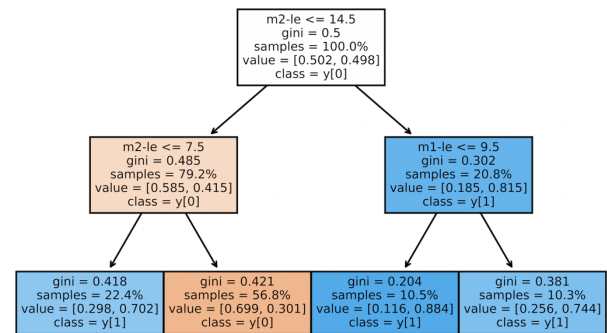 m2-le <= 14.5
gini = 0.5
samples = 100.0%
value = [0.502, 0.498]
class = y[0]
m2-le <= 7.5
gini = 0.485
samples = 79.2%
value = [0.585, 0.415]
class = y[0]
m1-le <= 9.5
gini = 0.302
samples = 20.8%
value = [0.185, 0.815]
class = y[1]
gini = 0.418
samples = 22.4%
value = [0.298, 0.702]
class = y[1]
gini = 0.421
samples = 56.8%
value = [0.699, 0.301]
class = y[0]
gini = 0.204
samples = 10.5%
value = [0.116, 0.884]
class = y[1]
gini = 0.381
samples = 10.3%
value = [0.256, 0.744]
class = y[1]